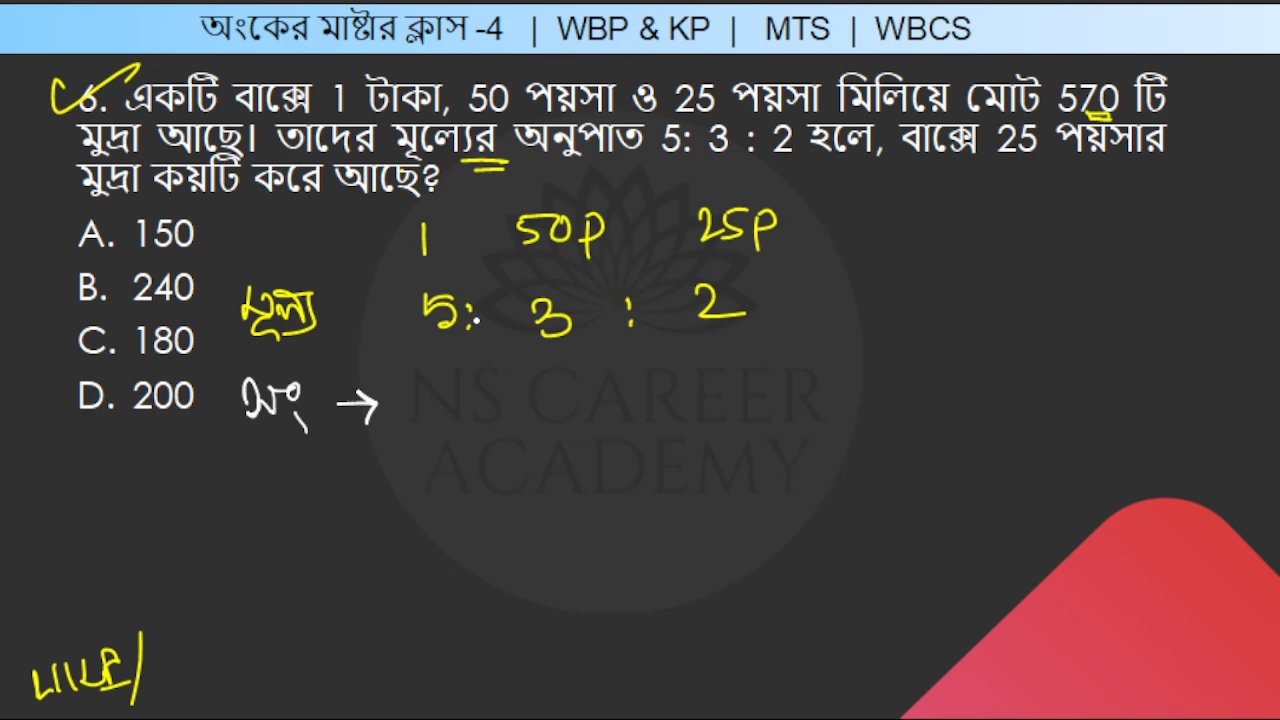 অংকের মাষ্টার ক্লাস -4 | WBP & KP | MTS | WBCS
6. একটি বাক্সে 1 টাকা, 50 পয়সা ও 25 পয়সা মিলিয়ে মোট 570 টি
মুদ্রা আছে। তাদের মূল্যের অনুপাত 5: 3 : 2 হলে, বাক্সে 25 পয়সার
মুদ্রা কয়টি করে আছে?
A. 150
1 50p 25p
B. 240
মূল্য 5: 3 : 2
C. 180
D. 200
সং →
NS CAREER
ACADEMY